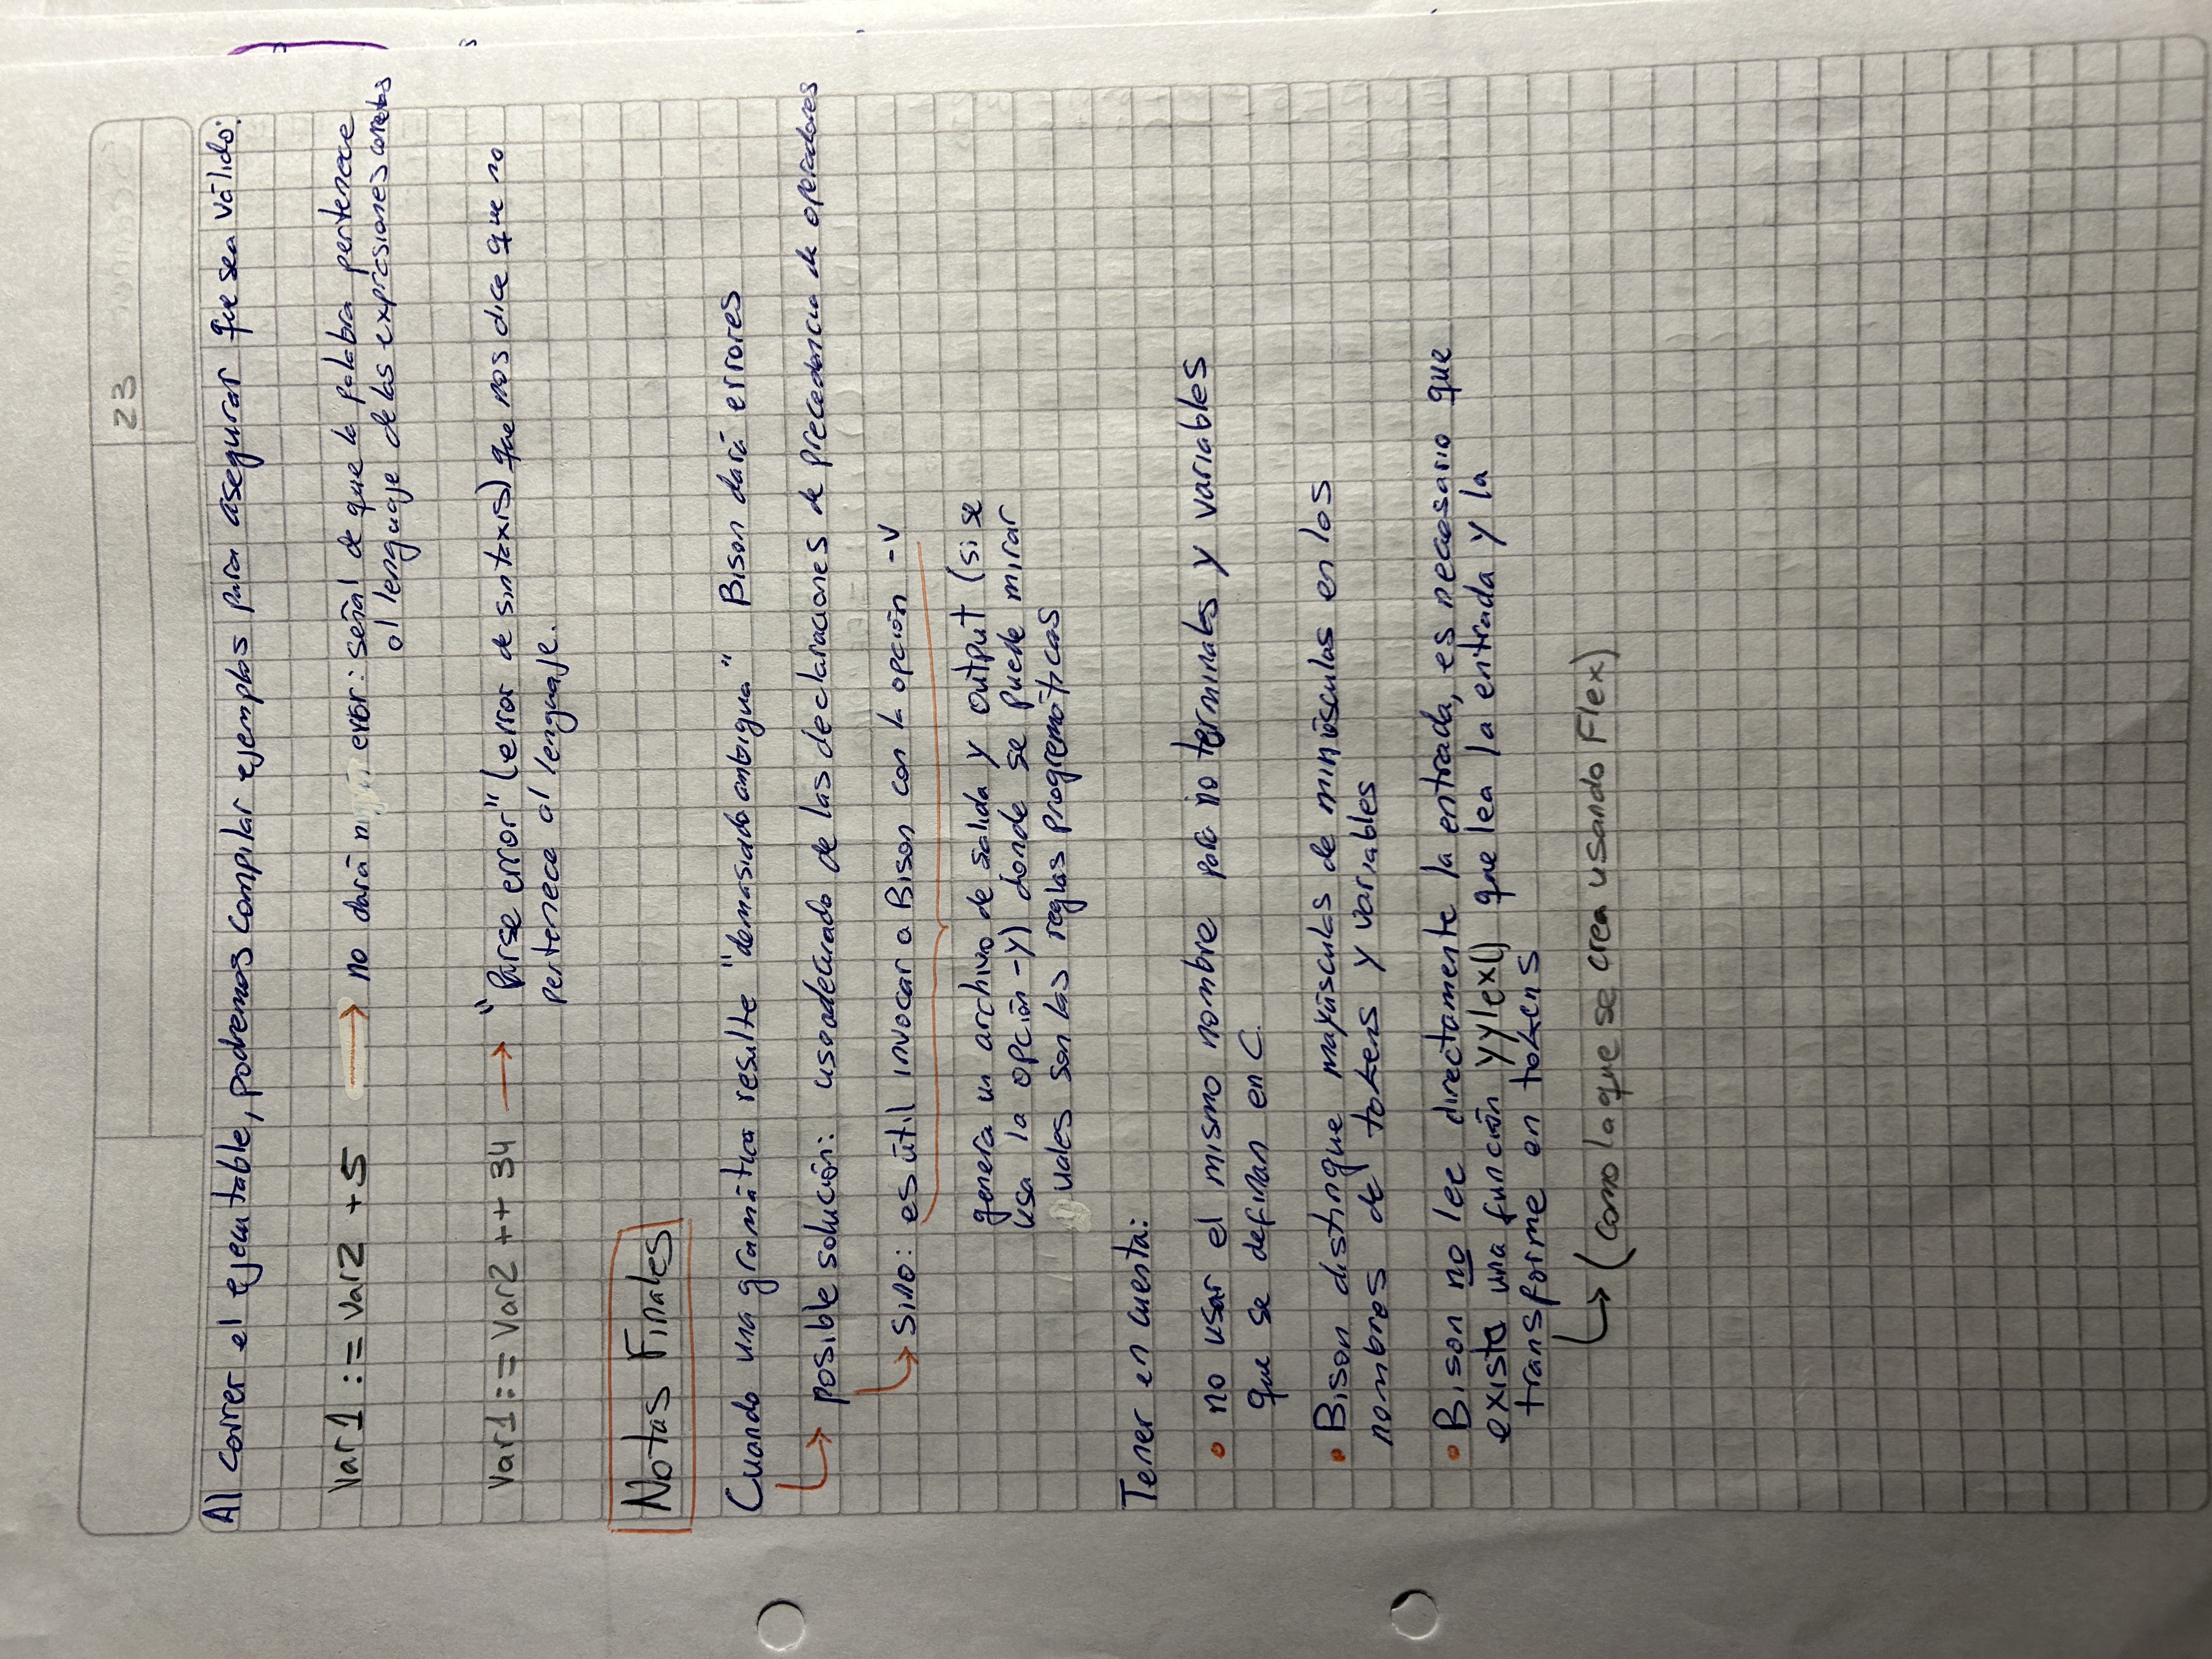 23
Al correr el ejecutable, podremos compilar ejemplos para asegurar que sea válido:
Var1 := Var2 + 5 → no dará error: señal de que la palabra pertenece
al lenguaje de las expresiones correctas
Var1 := Var2 ++ 34 → "Parse error" (error de sintaxis) que nos dice que no
pertenece al lenguaje.
Notas Finales
Cuando una gramática resulte "demasiado ambigua" Bison dará errores
↳ posible solución: uso adecuado de las declaraciones de precedencia de operadores
↳ sino: es útil invocar a Bison con la opción -v
genera un archivo de salida y output (si se
usa la opción -y) donde se puede mirar
uales son las reglas progremáticas
Tener en cuenta:
• no usar el mismo nombre para no terminales y variables
que se definan en C.
• Bison distingue mayúsculas de minúsculas en los
nombres de tokens y variables
• Bison no lee directamente la entrada, es necesario que
exista una función yylex() que lea la entrada y la
transforme en tokens
↳ (como la que se crea usando Flex)